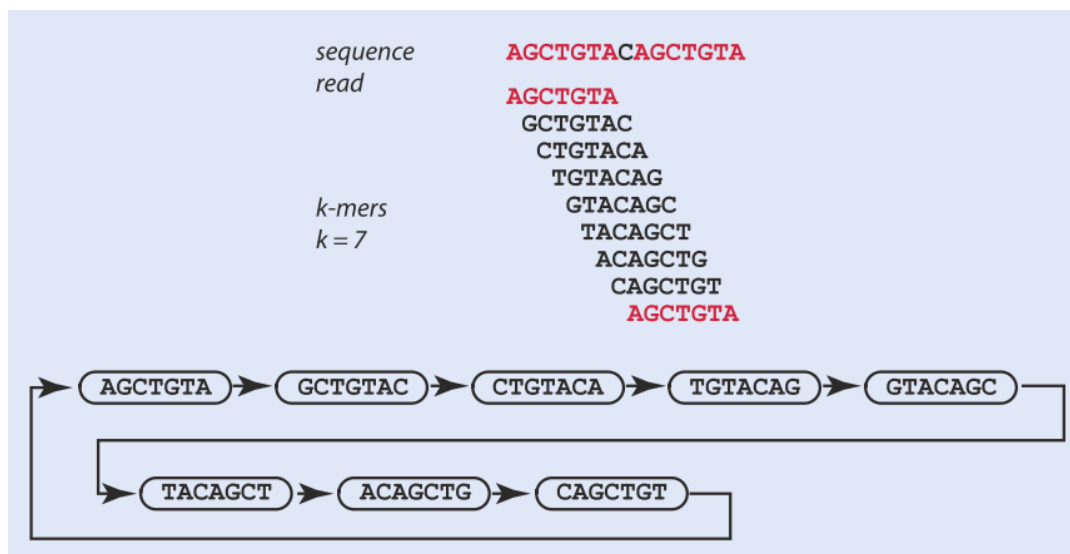 sequence AGCTGTACAGCTGTA
read
AGCTGTA
GCTGTAC
CTGTACA
TGTACAG
k-mers GTACAGC
k = 7
TACAGCT
ACAGCTG
CAGCTGT
AGCTGTA
AGCTGTA GCTGTAC CTGTACA TGTACAG GTACAGC
TACAGCT ACAGCTG CAGCTGT